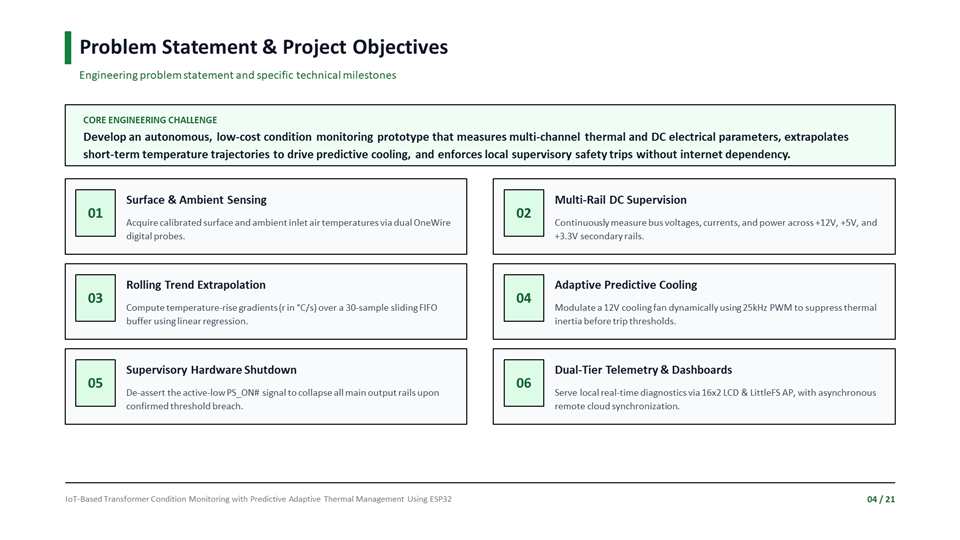 Problem Statement & Project Objectives
Engineering problem statement and specific technical milestones
CORE ENGINEERING CHALLENGE
Develop an autonomous, low-cost condition monitoring prototype that measures multi-channel thermal and DC electrical parameters, extrapolates
short-term temperature trajectories to drive predictive cooling, and enforces local supervisory safety trips without internet dependency.
01
Surface & Ambient Sensing
Acquire calibrated surface and ambient inlet air temperatures via dual OneWire
digital probes.
02
Multi-Rail DC Supervision
Continuously measure bus voltages, currents, and power across +12V, +5V, and
+3.3V secondary rails.
03
Rolling Trend Extrapolation
Compute temperature-rise gradients (r in °C/s) over a 30-sample sliding FIFO
buffer using linear regression.
04
Adaptive Predictive Cooling
Modulate a 12V cooling fan dynamically using 25kHz PWM to suppress thermal
inertia before trip thresholds.
05
Supervisory Hardware Shutdown
De-assert the active-low PS_ON# signal to collapse all main output rails upon
confirmed threshold breach.
06
Dual-Tier Telemetry & Dashboards
Serve local real-time diagnostics via 16x2 LCD & LittleFS AP, with asynchronous
remote cloud synchronization.
IoT-Based Transformer Condition Monitoring with Predictive Adaptive Thermal Management Using ESP32
04 / 21